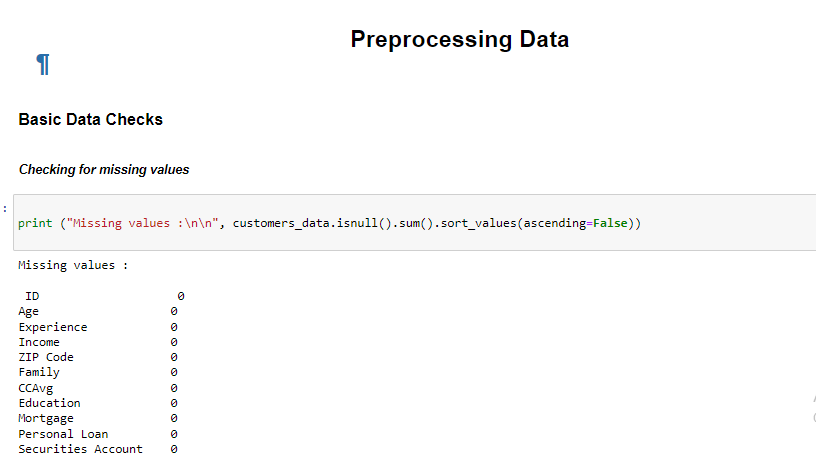 Preprocessing Data
¶
Basic Data Checks
Checking for missing values
:
print ("Missing values :\n\n", customers_data.isnull().sum().sort_values(ascending=False))
Missing values :
ID 0
Age 0
Experience 0
Income 0
ZIP Code 0
Family 0
CCAvg 0
Education 0
Mortgage 0
Personal Loan 0
Securities Account 0